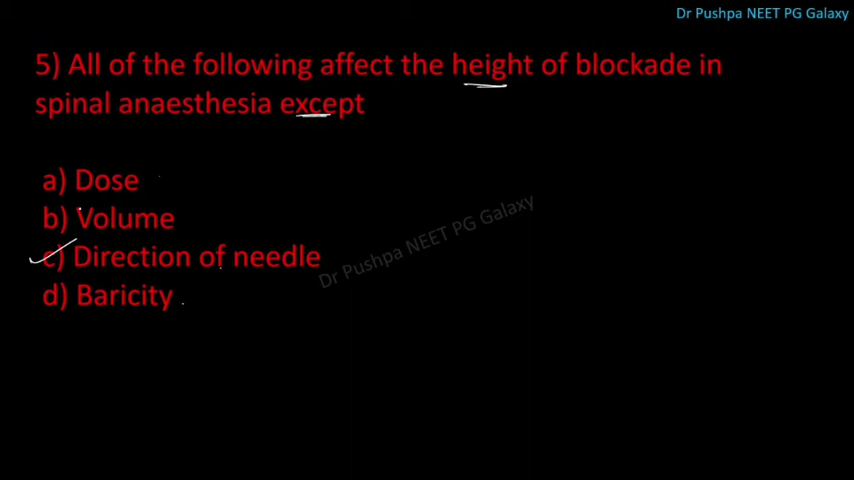 Dr Pushpa NEET PG Galaxy
5) All of the following affect the height of blockade in
spinal anaesthesia except
a) Dose
b) Volume
c) Direction of needle
d) Baricity
Dr Pushpa NEET PG Galaxy